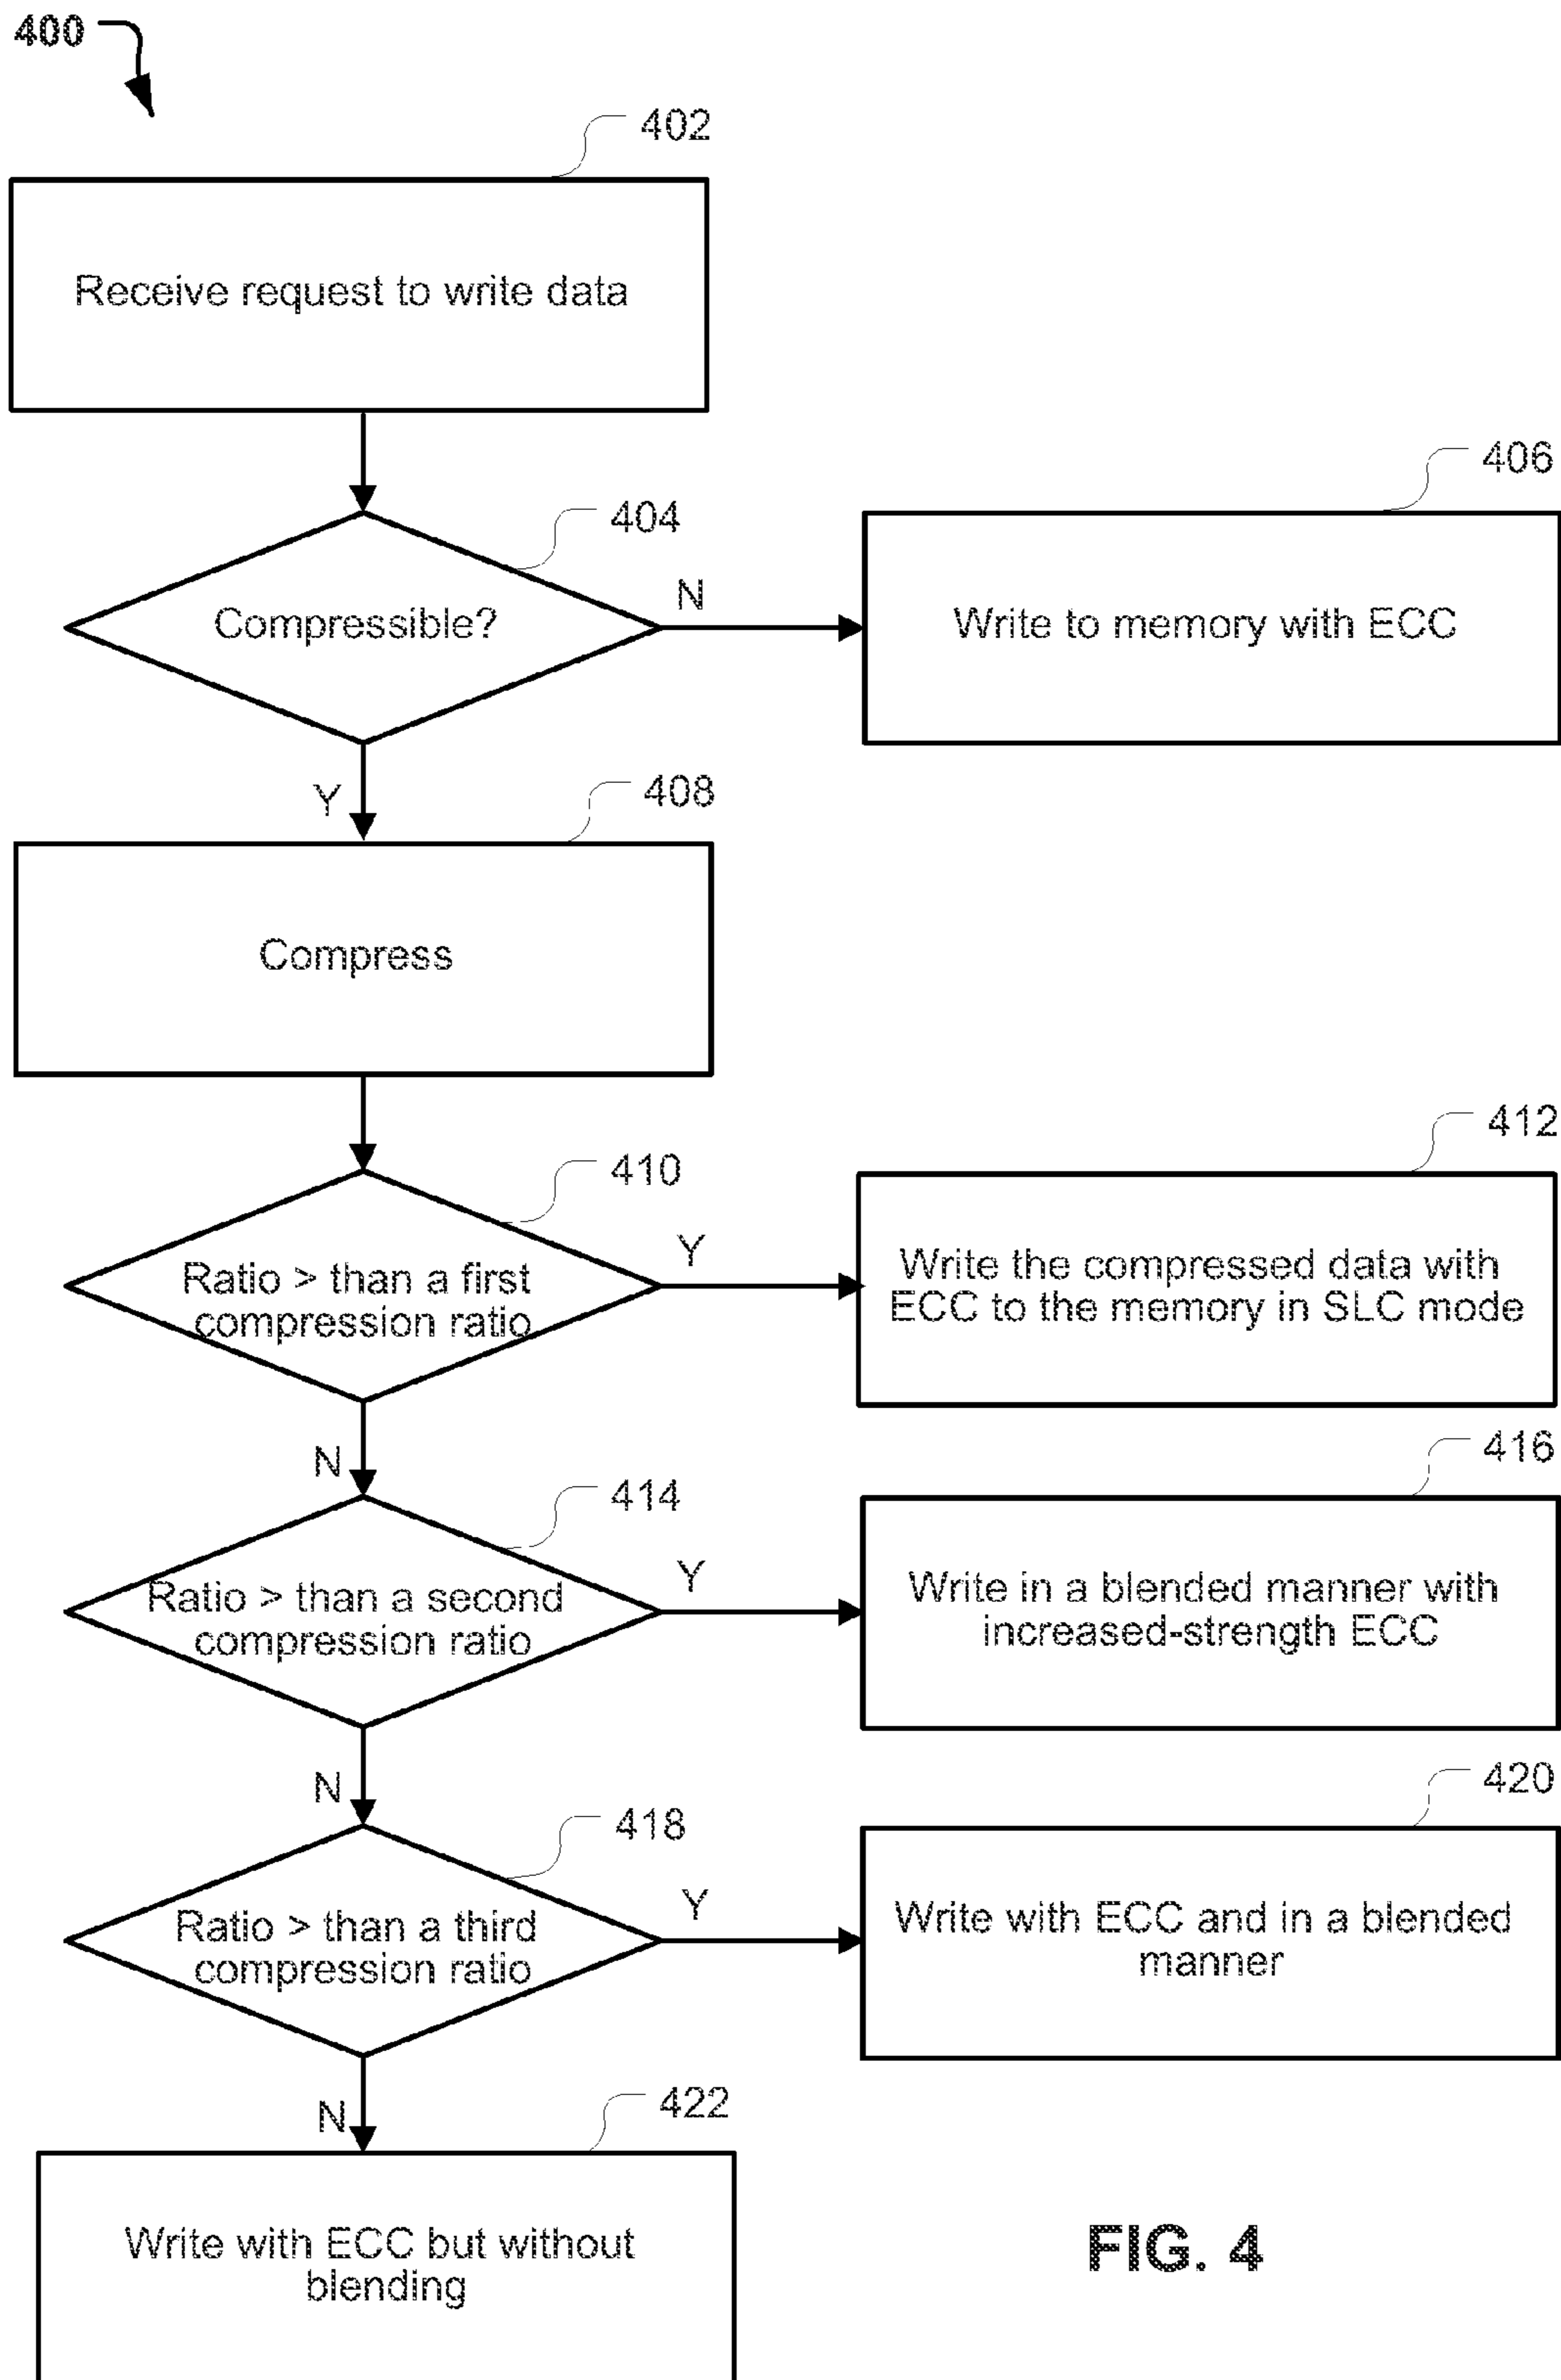 400
402
Receive request to write data
404
406
Compressible?
N
Write to memory with ECC
Y
408
Compress
410
412
Ratio > than a first
compression ratio
Y
Write the compressed data with
ECC to the memory in SLC mode
N
414
416
Ratio > than a second
compression ratio
Y
Write in a blended manner with
increased-strength ECC
N
418
420
Ratio > than a third
compression ratio
Y
Write with ECC and in a blended
manner
N
422
Write with ECC but without
blending
FIG. 4